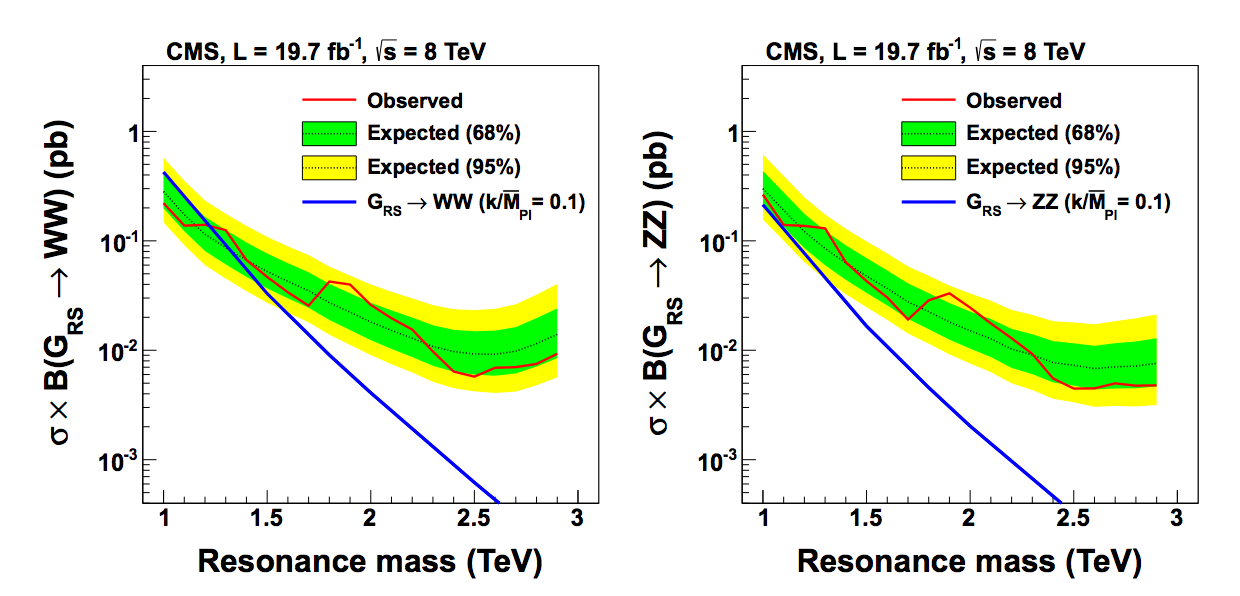 CMS, L = 19.7 fb⁻¹, √s = 8 TeV
Observed
Expected (68%)
Expected (95%)
G_RS → WW (k/M̅_Pl = 0.1)
σ × B(G_RS → WW) (pb)
1
10⁻¹
10⁻²
10⁻³
1 1.5 2 2.5 3
Resonance mass (TeV)
CMS, L = 19.7 fb⁻¹, √s = 8 TeV
Observed
Expected (68%)
Expected (95%)
G_RS → ZZ (k/M̅_Pl = 0.1)
σ × B(G_RS → ZZ) (pb)
1
10⁻¹
10⁻²
10⁻³
1 1.5 2 2.5 3
Resonance mass (TeV)